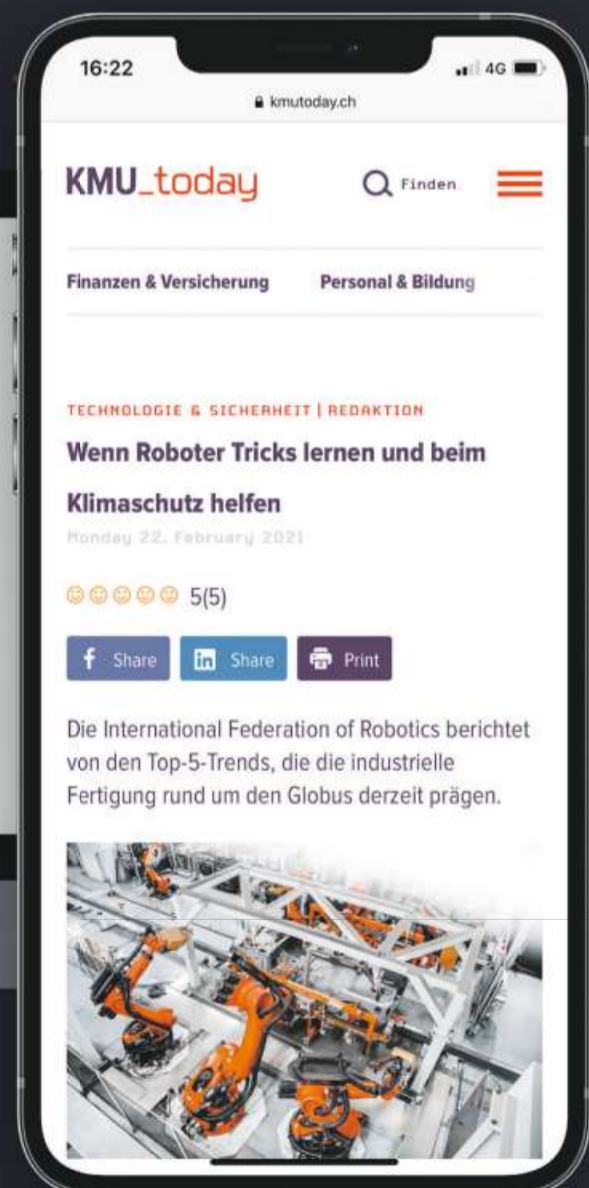 16:22
4G
kmutoday.ch
KMU_today
Finden
Finanzen & Versicherung Personal & Bildung
TECHNOLOGIE & SICHERHEIT | REDAKTION
Wenn Roboter Tricks lernen und beim
Klimaschutz helfen
Monday 22. February 2021
5(5)
f Share in Share Print
Die International Federation of Robotics berichtet
von den Top-5-Trends, die die industrielle
Fertigung rund um den Globus derzeit prägen.